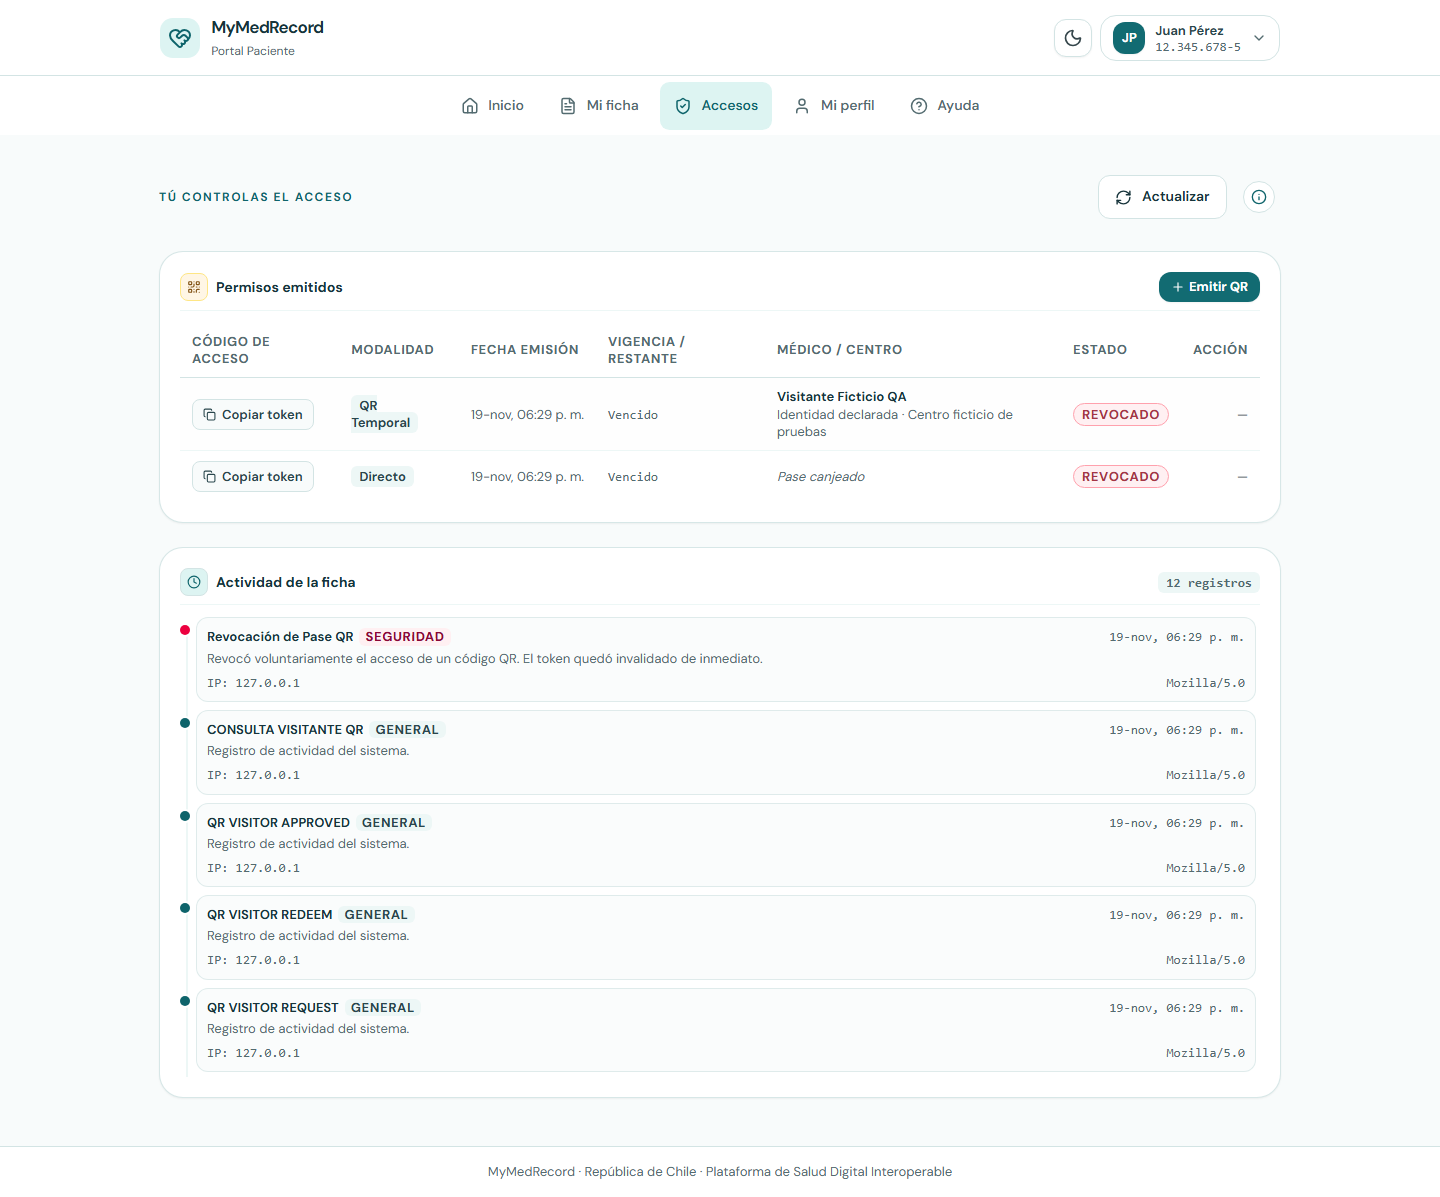 MyMedRecord
Portal Paciente
JP
Juan Pérez
12.345.678-5
Inicio
Mi ficha
Accesos
Mi perfil
Ayuda
TÚ CONTROLAS EL ACCESO
Actualizar
Permisos emitidos
Emitir QR
CÓDIGO DE ACCESO
MODALIDAD
FECHA EMISIÓN
VIGENCIA / RESTANTE
MÉDICO / CENTRO
ESTADO
ACCIÓN
Copiar token
QR Temporal
19-nov, 06:29 p. m.
Vencido
Visitante Ficticio QA
Identidad declarada · Centro ficticio de
pruebas
REVOCADO
—
Copiar token
Directo
19-nov, 06:29 p. m.
Vencido
Pase canjeado
REVOCADO
—
Actividad de la ficha
12 registros
Revocación de Pase QR SEGURIDAD
19-nov, 06:29 p. m.
Revocó voluntariamente el acceso de un código QR. El token quedó invalidado de inmediato.
IP: 127.0.0.1
Mozilla/5.0
CONSULTA VISITANTE QR GENERAL
19-nov, 06:29 p. m.
Registro de actividad del sistema.
IP: 127.0.0.1
Mozilla/5.0
QR VISITOR APPROVED GENERAL
19-nov, 06:29 p. m.
Registro de actividad del sistema.
IP: 127.0.0.1
Mozilla/5.0
QR VISITOR REDEEM GENERAL
19-nov, 06:29 p. m.
Registro de actividad del sistema.
IP: 127.0.0.1
Mozilla/5.0
QR VISITOR REQUEST GENERAL
19-nov, 06:29 p. m.
Registro de actividad del sistema.
IP: 127.0.0.1
Mozilla/5.0
MyMedRecord · República de Chile · Plataforma de Salud Digital Interoperable